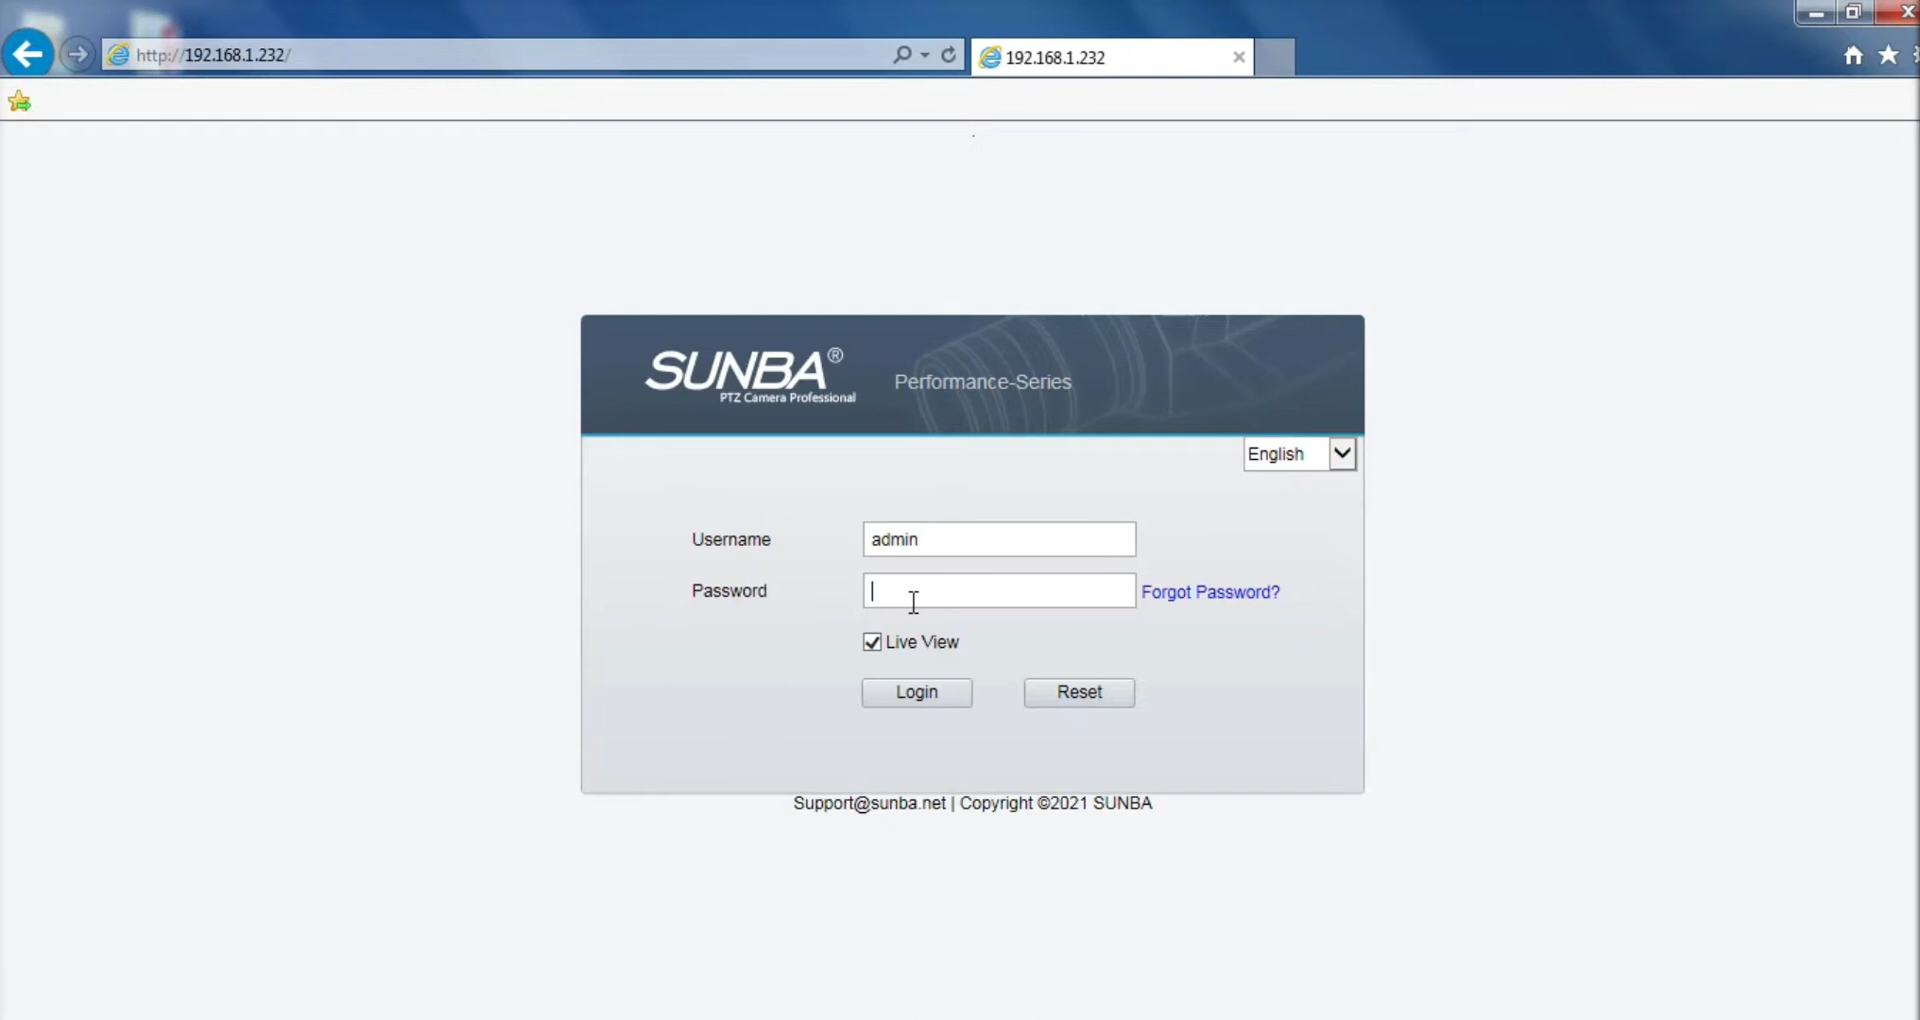 http://192.168.1.232/
192.168.1.232
SUNBA®
PTZ Camera Professional
Performance-Series
English
Username
admin
Password
Forgot Password?
Live View
Login
Reset
Support@sunba.net | Copyright ©2021 SUNBA